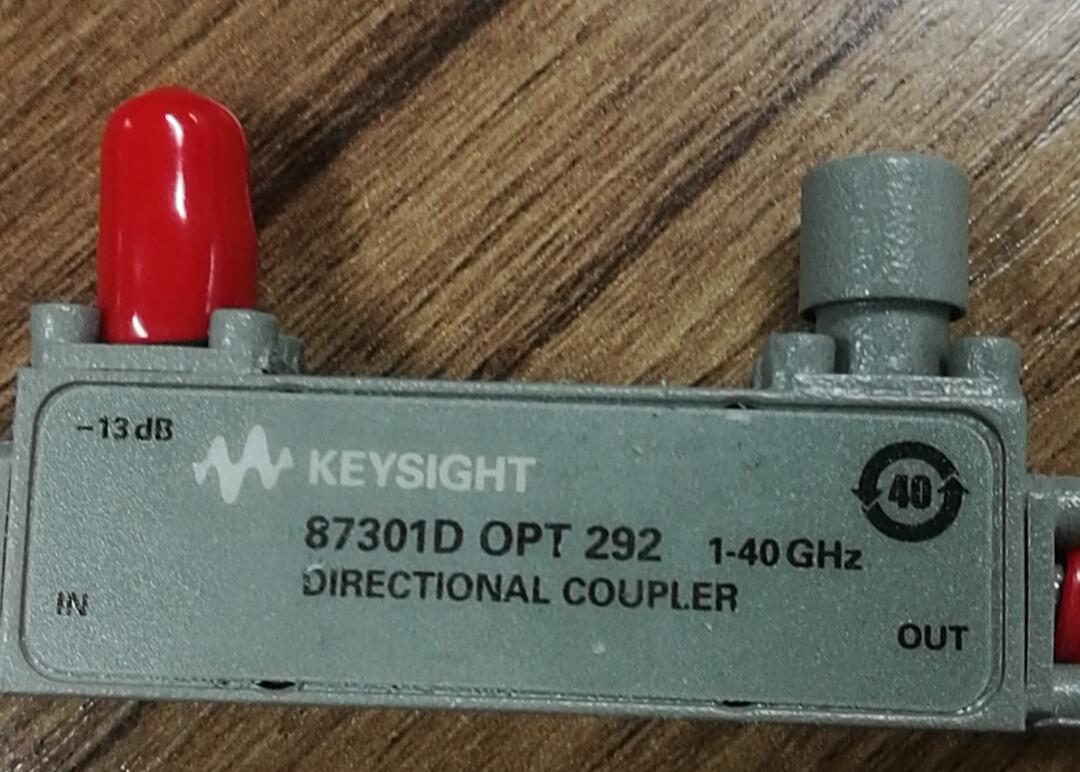 -13 dB
KEYSIGHT
40
87301D OPT 292 1-40 GHz
DIRECTIONAL COUPLER
IN
OUT